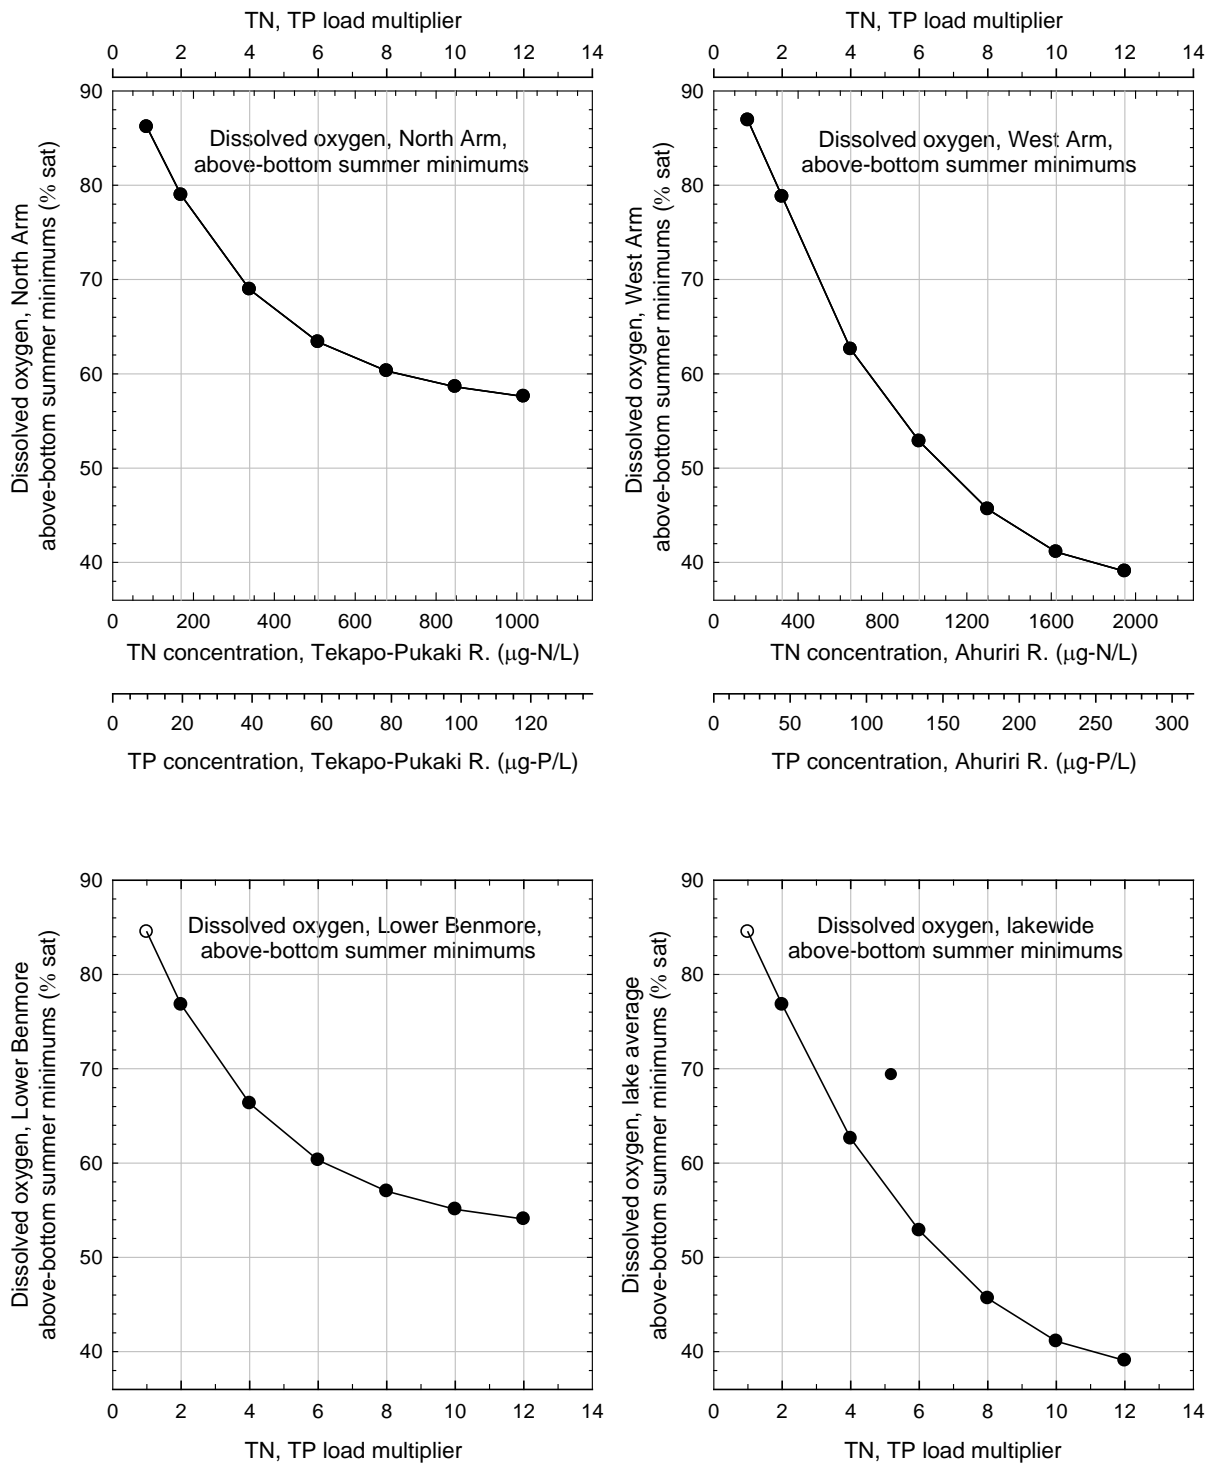 TN, TP load multiplier
0 2 4 6 8 10 12 14
90
80
70
60
50
40
Dissolved oxygen, North Arm
above-bottom summer minimums (% sat)
Dissolved oxygen, North Arm,
above-bottom summer minimums
0 200 400 600 800 1000
TN concentration, Tekapo-Pukaki R. (μg-N/L)
0 20 40 60 80 100 120
TP concentration, Tekapo-Pukaki R. (μg-P/L)
TN, TP load multiplier
0 2 4 6 8 10 12 14
90
80
70
60
50
40
Dissolved oxygen, West Arm
above-bottom summer minimums (% sat)
Dissolved oxygen, West Arm,
above-bottom summer minimums
0 400 800 1200 1600 2000
TN concentration, Ahuriri R. (μg-N/L)
0 50 100 150 200 250 300
TP concentration, Ahuriri R. (μg-P/L)
90
80
70
60
50
40
Dissolved oxygen, Lower Benmore
above-bottom summer minimums (% sat)
Dissolved oxygen, Lower Benmore,
above-bottom summer minimums
0 2 4 6 8 10 12 14
TN, TP load multiplier
90
80
70
60
50
40
Dissolved oxygen, lake average
above-bottom summer minimums (% sat)
Dissolved oxygen, lakewide
above-bottom summer minimums
0 2 4 6 8 10 12 14
TN, TP load multiplier